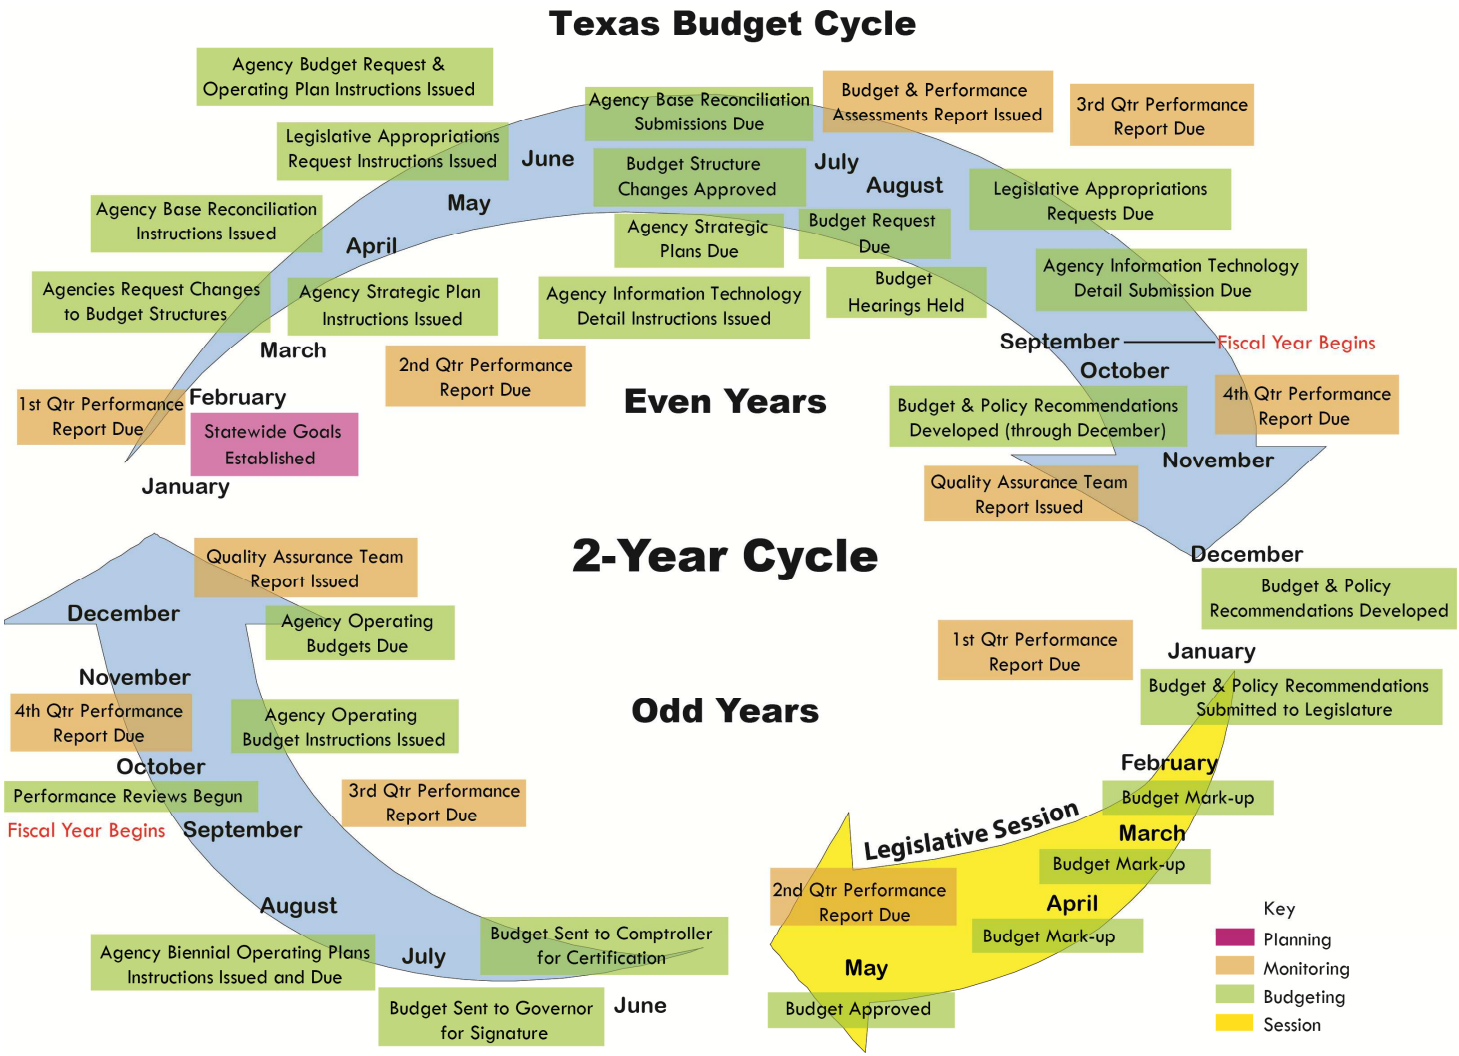 Texas Budget Cycle
Agency Budget Request &
Operating Plan Instructions Issued
Legislative Appropriations
Request Instructions Issued
Agency Base Reconciliation
Instructions Issued
Agencies Request Changes
to Budget Structures
Agency Strategic Plan
Instructions Issued
1st Qtr Performance
Report Due
2nd Qtr Performance
Report Due
Statewide Goals
Established
January
February
March
April
May
June
Agency Base Reconciliation
Submissions Due
Budget Structure
Changes Approved
Agency Strategic
Plans Due
Agency Information Technology
Detail Instructions Issued
Budget & Performance
Assessments Report Issued
3rd Qtr Performance
Report Due
July
August
Legislative Appropriations
Requests Due
Budget Request
Due
Budget
Hearings Held
Agency Information Technology
Detail Submission Due
September
Fiscal Year Begins
October
Even Years
Budget & Policy Recommendations
Developed (through December)
4th Qtr Performance
Report Due
November
Quality Assurance Team
Report Issued
December
Budget & Policy
Recommendations Developed
2-Year Cycle
Odd Years
1st Qtr Performance
Report Due
January
Budget & Policy Recommendations
Submitted to Legislature
February
Budget Mark-up
Legislative Session
March
Budget Mark-up
April
Budget Mark-up
2nd Qtr Performance
Report Due
May
Budget Approved
June
Budget Sent to Comptroller
for Certification
Budget Sent to Governor
for Signature
July
Agency Biennial Operating Plans
Instructions Issued and Due
August
3rd Qtr Performance
Report Due
September
Fiscal Year Begins
Performance Reviews Begun
October
Agency Operating
Budget Instructions Issued
4th Qtr Performance
Report Due
November
Agency Operating
Budgets Due
December
Quality Assurance Team
Report Issued
Key
Planning
Monitoring
Budgeting
Session